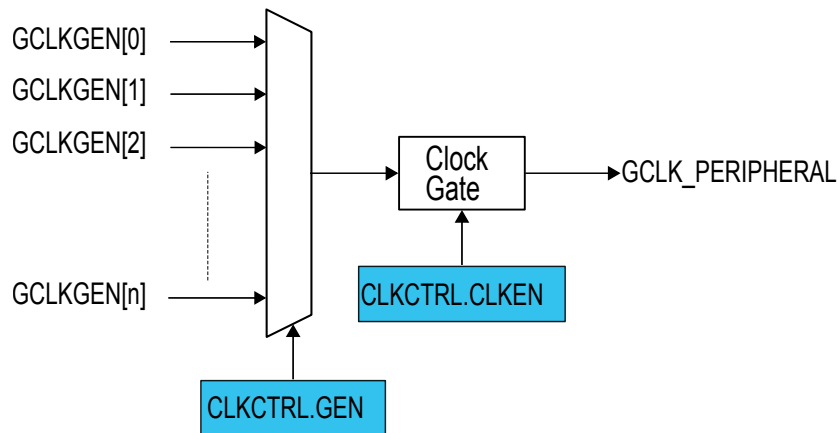 GCLKGEN[0]
GCLKGEN[1]
GCLKGEN[2]
Clock
Gate
GCLK_PERIPHERAL
GCLKGEN[n]
CLKCTRL.CLKEN
CLKCTRL.GEN